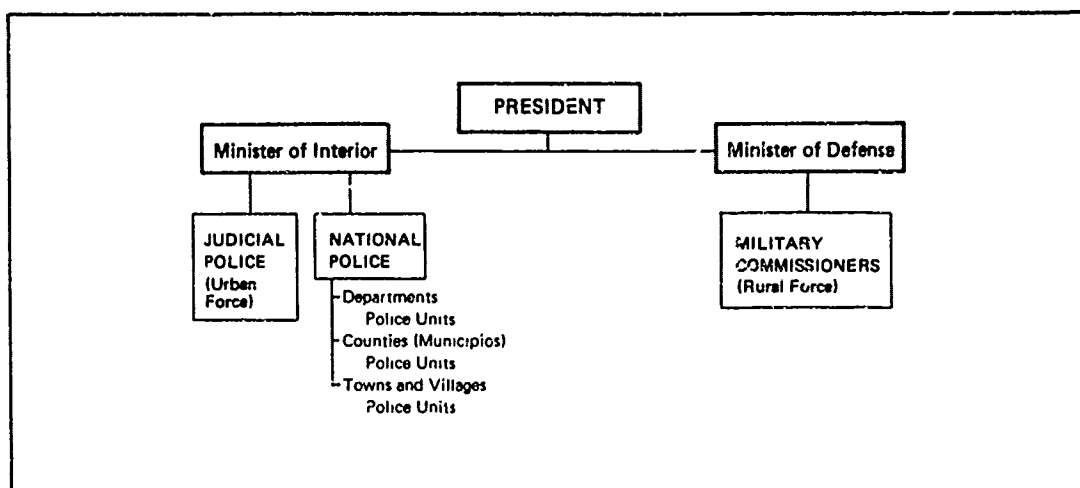 PRESIDENT
Minister of Interior
Minister of Defense
JUDICIAL
POLICE
(Urban
Force)
NATIONAL
POLICE
Departments
Police Units
Counties (Municipios)
Police Units
Towns and Villages
Police Units
MILITARY
COMMISSIONERS
(Rural Force)